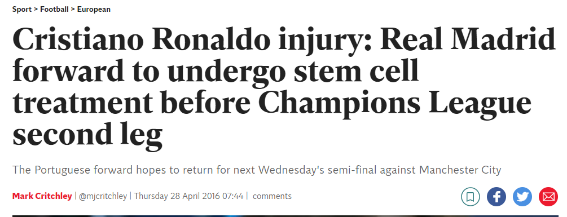 Sport > Football > European
Cristiano Ronaldo injury: Real Madrid
forward to undergo stem cell
treatment before Champions League
second leg
The Portuguese forward hopes to return for next Wednesday's semi-final against Manchester City
Mark Critchley | @mjcritchley | Thursday 28 April 2016 07:44 | comments